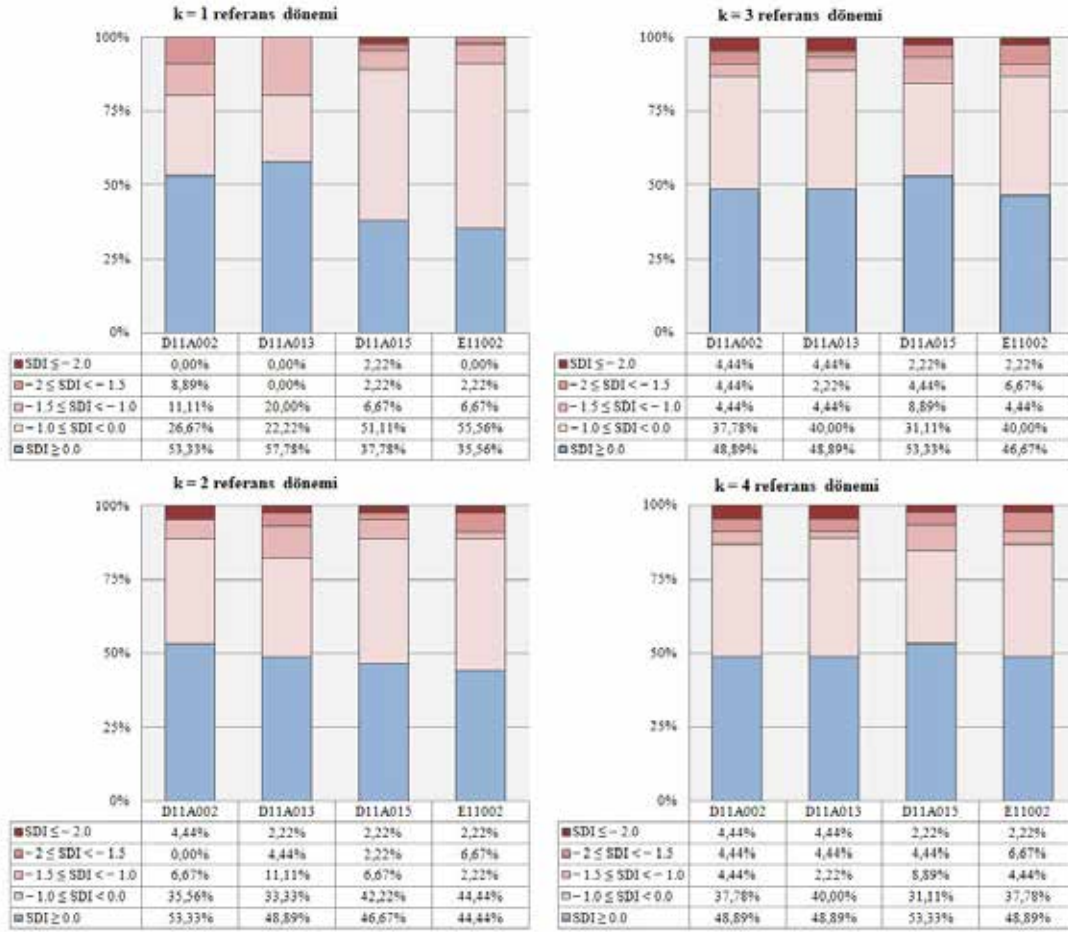 k = 1 referans dönemi
100%
75%
50%
25%
0%
D11A002 D11A013 D11A015 E11002
SDI ≤ − 2.0 0,00% 0,00% 2,22% 0,00%
− 2 ≤ SDI < − 1.5 8,89% 0,00% 2,22% 2,22%
− 1.5 ≤ SDI < − 1.0 11,11% 20,00% 6,67% 6,67%
− 1.0 ≤ SDI < 0.0 26,67% 22,22% 51,11% 55,56%
SDI ≥ 0.0 53,33% 57,78% 37,78% 35,56%
k = 3 referans dönemi
100%
75%
50%
25%
0%
D11A002 D11A013 D11A015 E11002
SDI ≤ − 2.0 4,44% 4,44% 2,22% 2,22%
− 2 ≤ SDI < − 1.5 4,44% 2,22% 4,44% 6,67%
− 1.5 ≤ SDI < − 1.0 4,44% 4,44% 8,89% 4,44%
− 1.0 ≤ SDI < 0.0 37,78% 40,00% 31,11% 40,00%
SDI ≥ 0.0 48,89% 48,89% 53,33% 46,67%
k = 2 referans dönemi
100%
75%
50%
25%
0%
D11A002 D11A013 D11A015 E11002
SDI ≤ − 2.0 4,44% 2,22% 2,22% 2,22%
− 2 ≤ SDI < − 1.5 0,00% 4,44% 2,22% 6,67%
− 1.5 ≤ SDI < − 1.0 6,67% 11,11% 6,67% 2,22%
− 1.0 ≤ SDI < 0.0 35,56% 33,33% 42,22% 44,44%
SDI ≥ 0.0 53,33% 48,89% 46,67% 44,44%
k = 4 referans dönemi
100%
75%
50%
25%
0%
D11A002 D11A013 D11A015 E11002
SDI ≤ − 2.0 4,44% 4,44% 2,22% 2,22%
− 2 ≤ SDI < − 1.5 4,44% 4,44% 4,44% 6,67%
− 1.5 ≤ SDI < − 1.0 4,44% 2,22% 8,89% 4,44%
− 1.0 ≤ SDI < 0.0 37,78% 40,00% 31,11% 37,78%
SDI ≥ 0.0 48,89% 48,89% 53,33% 48,89%